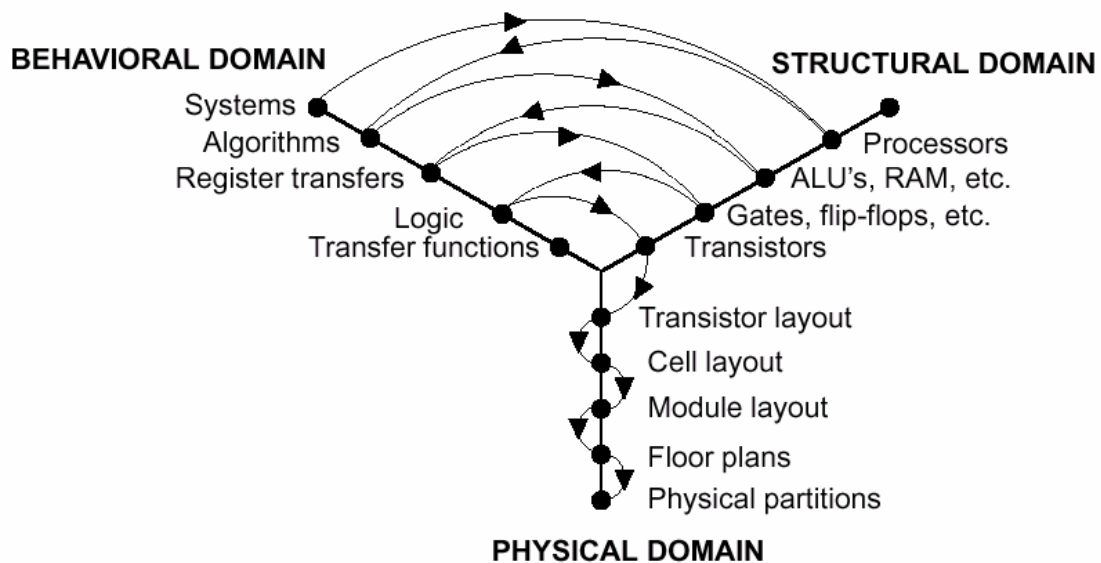 BEHAVIORAL DOMAIN
STRUCTURAL DOMAIN
Systems
Algorithms
Register transfers
Logic
Transfer functions
Processors
ALU's, RAM, etc.
Gates, flip-flops, etc.
Transistors
Transistor layout
Cell layout
Module layout
Floor plans
Physical partitions
PHYSICAL DOMAIN